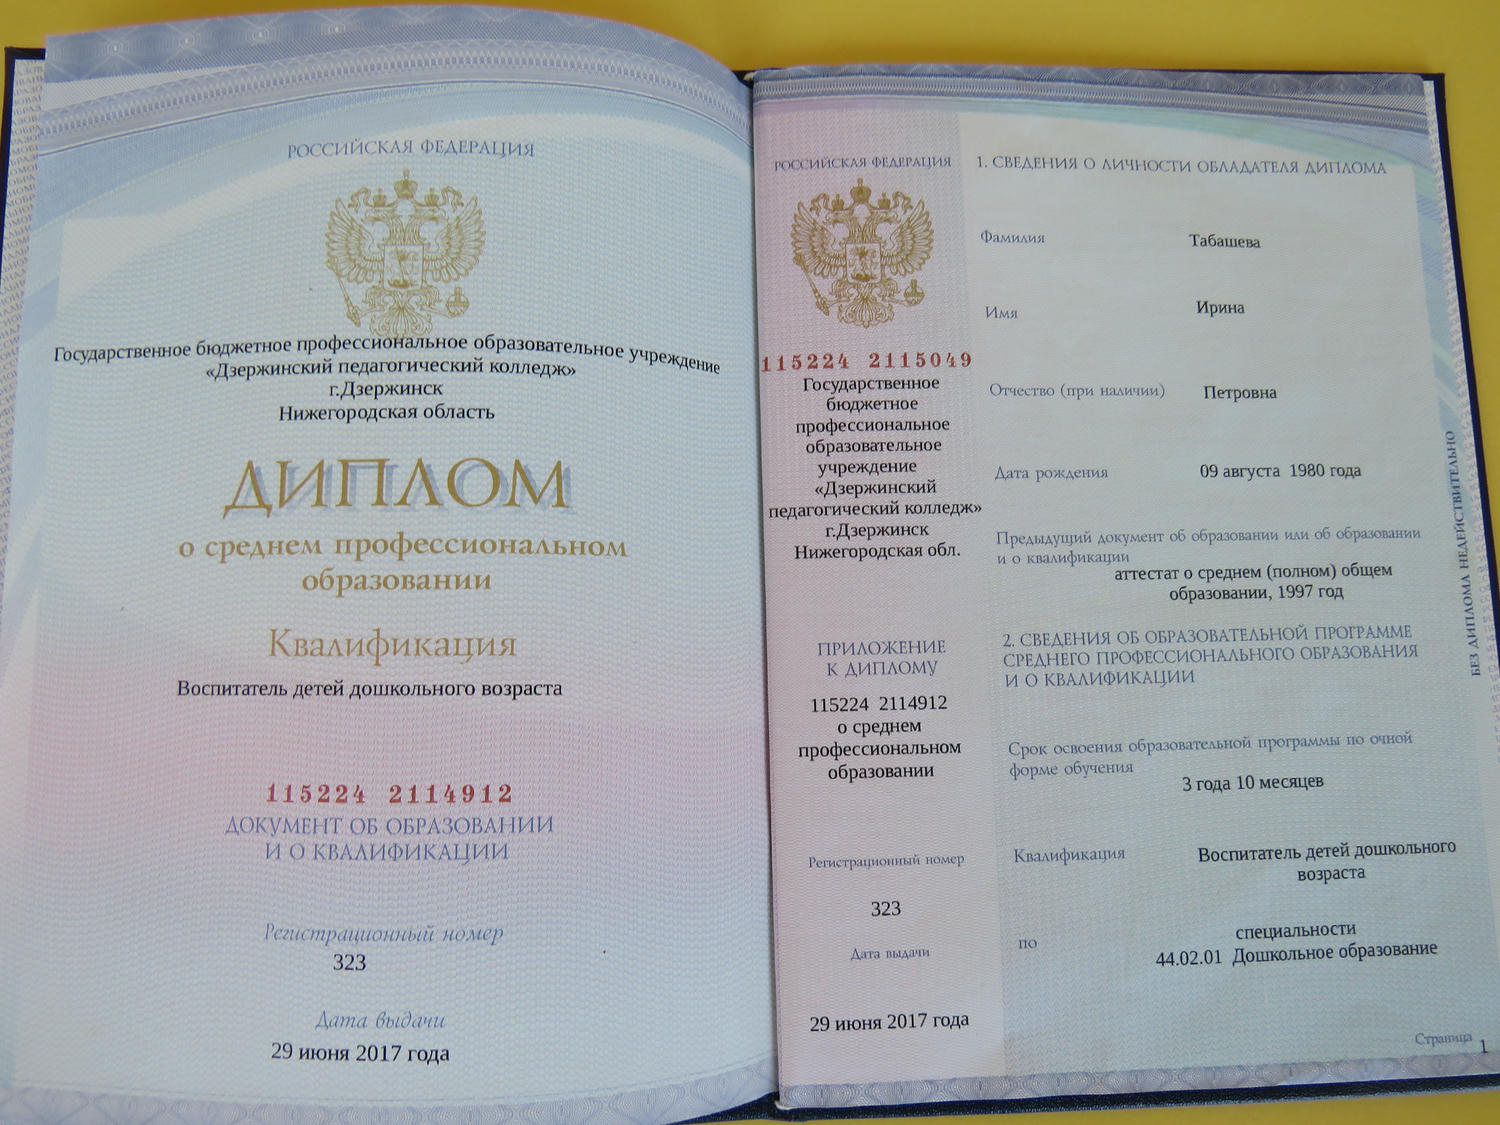 РОССИЙСКАЯ ФЕДЕРАЦИЯ
Государственное бюджетное профессиональное образовательное учреждение
«Дзержинский педагогический колледж»
г.Дзержинск
Нижегородская область
ДИПЛОМ
о среднем профессиональном
образовании
Квалификация
Воспитатель детей дошкольного возраста
115224 2114912
ДОКУМЕНТ ОБ ОБРАЗОВАНИИ
И О КВАЛИФИКАЦИИ
Регистрационный номер
323
Дата выдачи
29 июня 2017 года
РОССИЙСКАЯ ФЕДЕРАЦИЯ
115224 2115049
Государственное
бюджетное
профессиональное
образовательное
учреждение
«Дзержинский
педагогический колледж»
г.Дзержинск
Нижегородская обл.
ПРИЛОЖЕНИЕ
К ДИПЛОМУ
115224 2114912
о среднем
профессиональном
образовании
Регистрационный номер
323
Дата выдачи
29 июня 2017 года
1. СВЕДЕНИЯ О ЛИЧНОСТИ ОБЛАДАТЕЛЯ ДИПЛОМА
Фамилия Табашева
Имя Ирина
Отчество (при наличии) Петровна
Дата рождения 09 августа 1980 года
Предыдущий документ об образовании или об образовании
и о квалификации
аттестат о среднем (полном) общем
образовании, 1997 год
2. СВЕДЕНИЯ ОБ ОБРАЗОВАТЕЛЬНОЙ ПРОГРАММЕ
СРЕДНЕГО ПРОФЕССИОНАЛЬНОГО ОБРАЗОВАНИЯ
И О КВАЛИФИКАЦИИ
Срок освоения образовательной программы по очной
форме обучения
3 года 10 месяцев
Квалификация Воспитатель детей дошкольного
возраста
по специальности
44.02.01 Дошкольное образование
Страница 1
БЕЗ ДИПЛОМА НЕДЕЙСТВИТЕЛЬНО